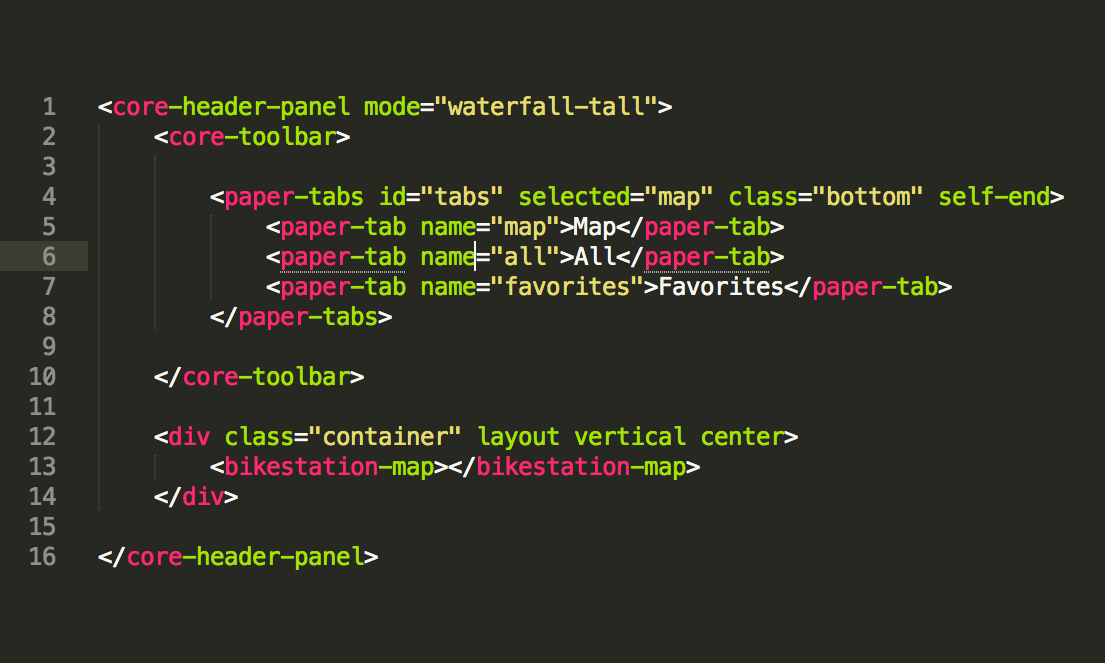 1 <core-header-panel mode="waterfall-tall">
2     <core-toolbar>
3
4         <paper-tabs id="tabs" selected="map" class="bottom" self-end>
5             <paper-tab name="map">Map</paper-tab>
6             <paper-tab name="all">All</paper-tab>
7             <paper-tab name="favorites">Favorites</paper-tab>
8         </paper-tabs>
9
10     </core-toolbar>
11
12     <div class="container" layout vertical center>
13         <bikestation-map></bikestation-map>
14     </div>
15
16 </core-header-panel>